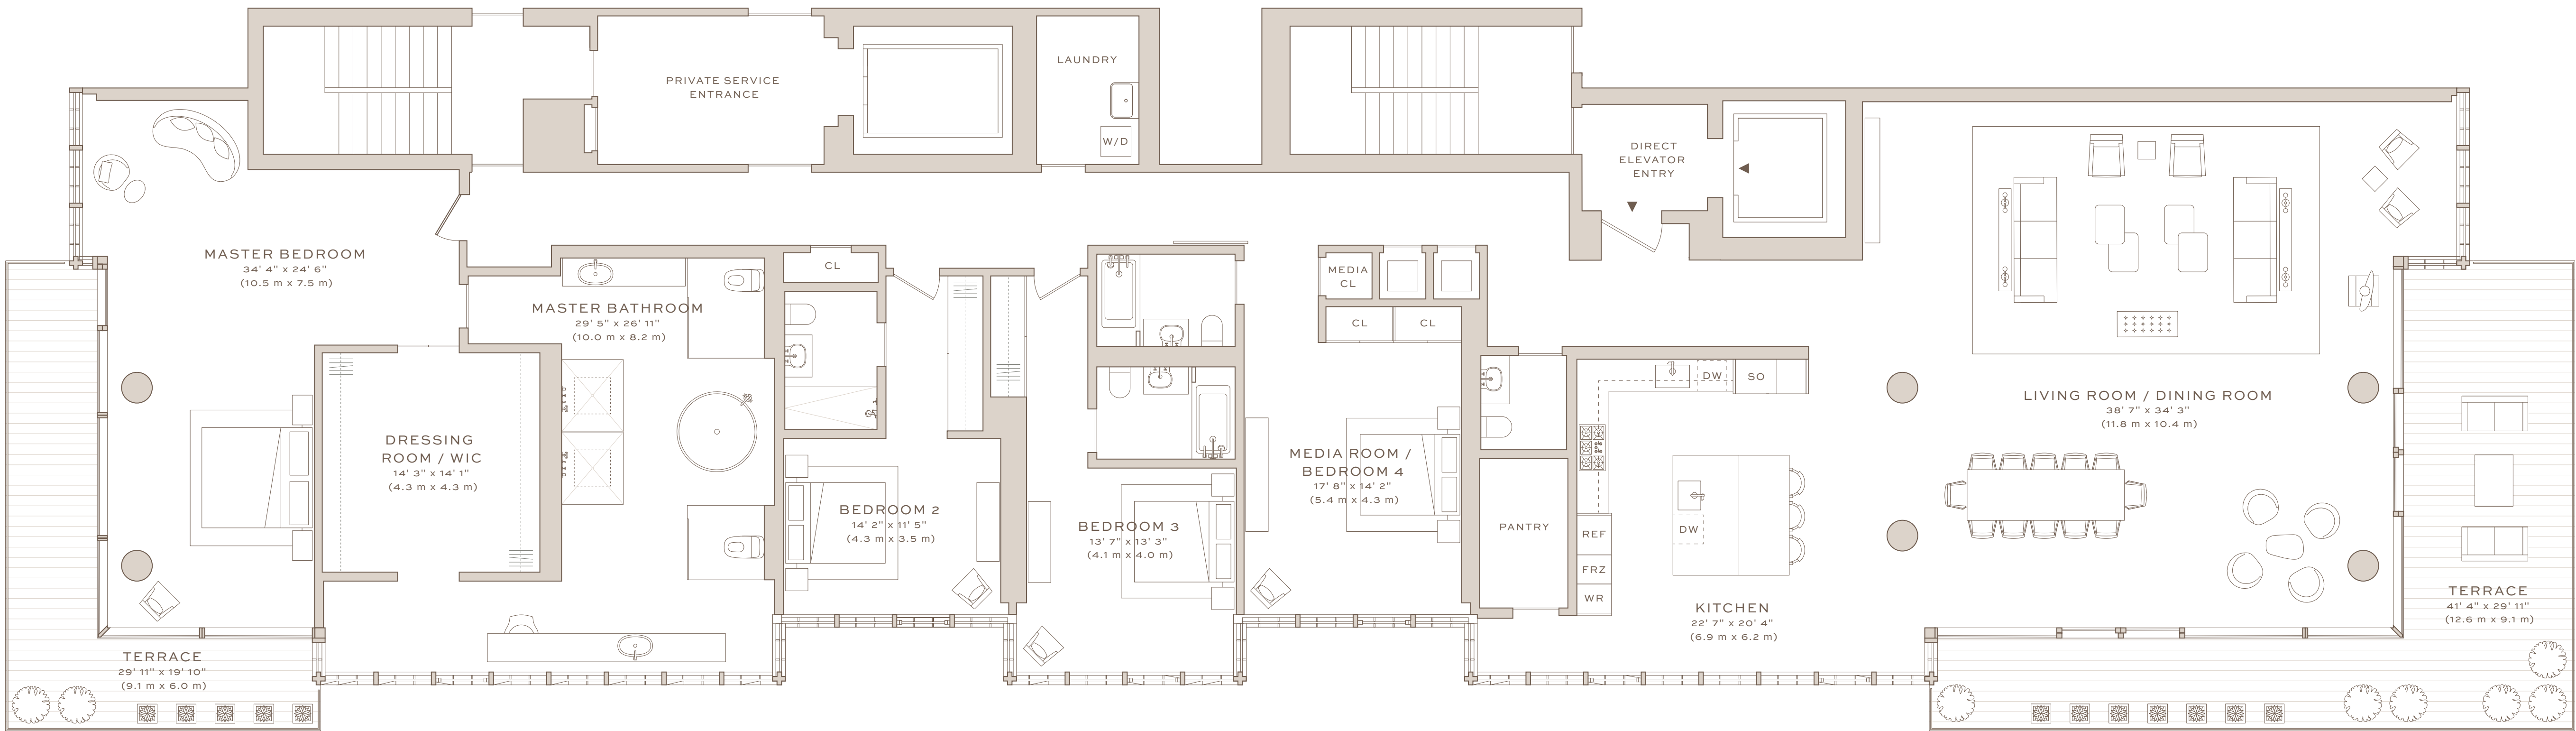 PRIVATE SERVICE
ENTRANCE
LAUNDRY
W/D
DIRECT
ELEVATOR
ENTRY
MASTER BEDROOM
34' 4" x 24' 6"
(10.5 m x 7.5 m)
MASTER BATHROOM
29' 5" x 26' 11"
(10.0 m x 8.2 m)
CL
MEDIA
CL
CL
CL
DW
SO
LIVING ROOM / DINING ROOM
38' 7" x 34' 3"
(11.8 m x 10.4 m)
DRESSING
ROOM / WIC
14' 3" x 14' 1"
(4.3 m x 4.3 m)
BEDROOM 2
14' 2" x 11' 5"
(4.3 m x 3.5 m)
BEDROOM 3
13' 7" x 13' 3"
(4.1 m x 4.0 m)
MEDIA ROOM /
BEDROOM 4
17' 8" x 14' 2"
(5.4 m x 4.3 m)
PANTRY
REF
FRZ
WR
DW
KITCHEN
22' 7" x 20' 4"
(6.9 m x 6.2 m)
TERRACE
41' 4" x 29' 11"
(12.6 m x 9.1 m)
TERRACE
29' 11" x 19' 10"
(9.1 m x 6.0 m)